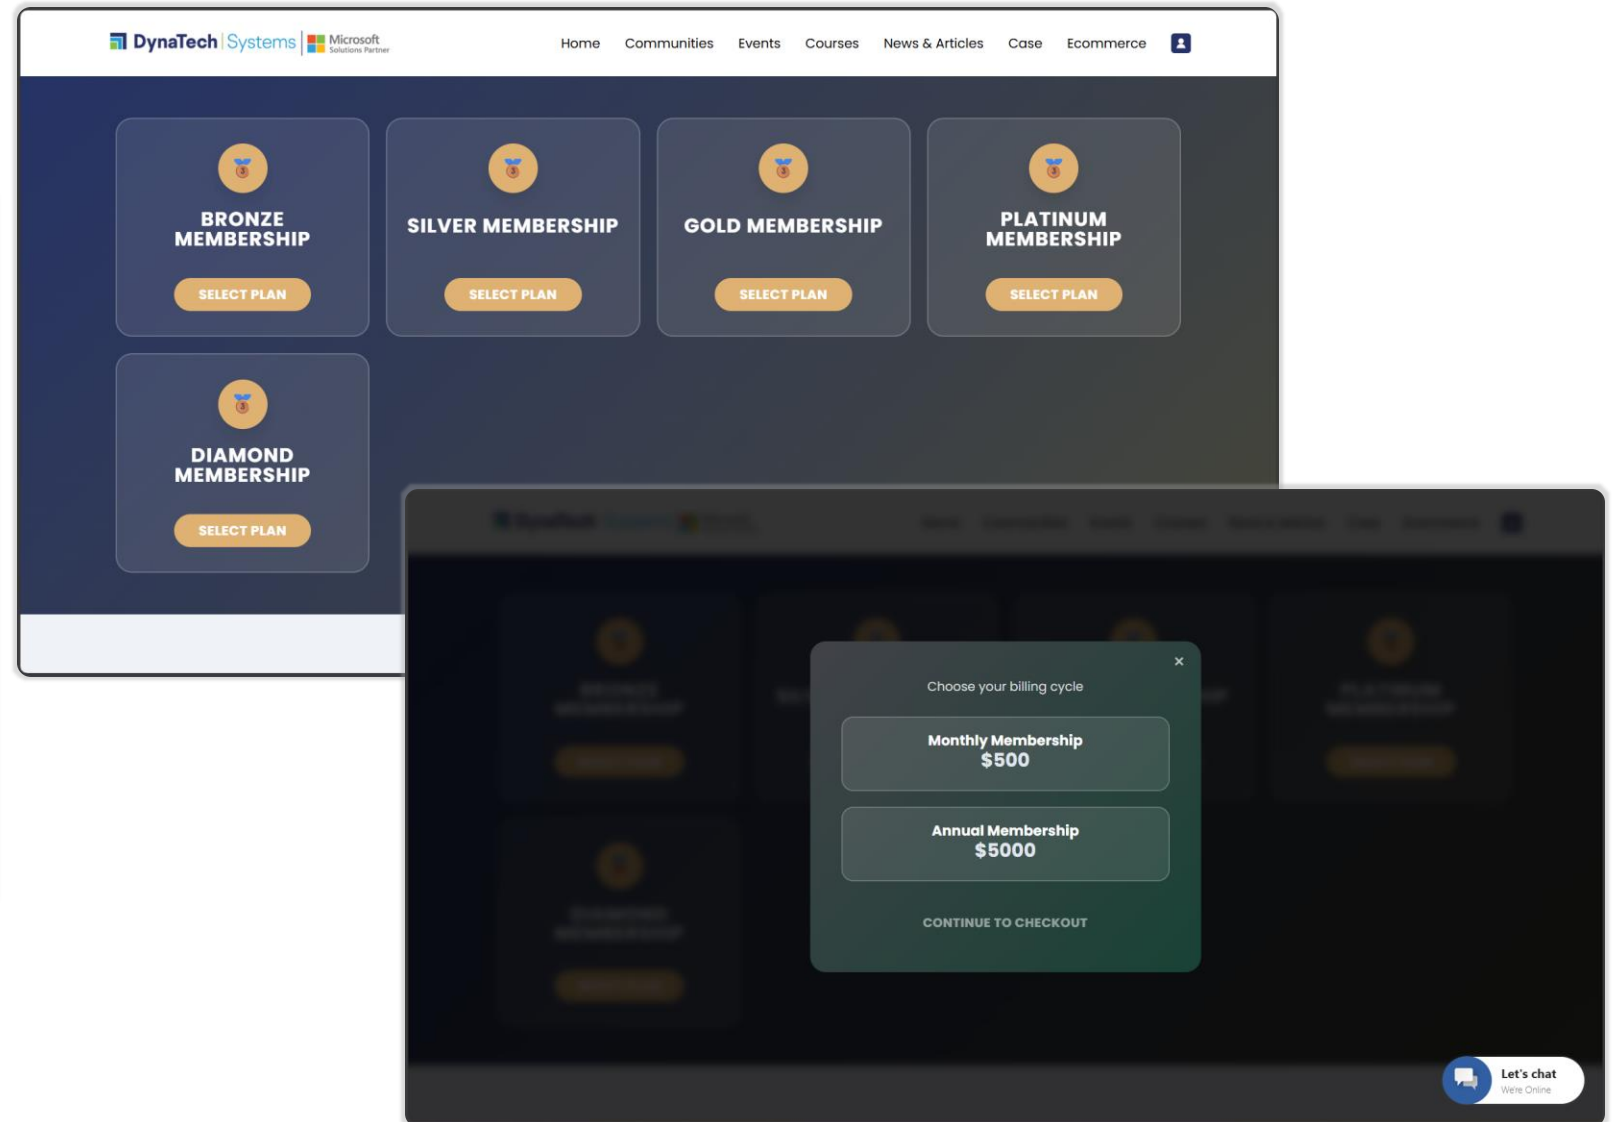 DynaTech Systems Microsoft
Solutions Partner
Home Communities Events Courses News & Articles Case Ecommerce
BRONZE
MEMBERSHIP
SELECT PLAN
SILVER MEMBERSHIP
SELECT PLAN
GOLD MEMBERSHIP
SELECT PLAN
PLATINUM
MEMBERSHIP
SELECT PLAN
DIAMOND
MEMBERSHIP
SELECT PLAN
×
Choose your billing cycle
Monthly Membership
$500
Annual Membership
$5000
CONTINUE TO CHECKOUT
Let's chat
We're Online